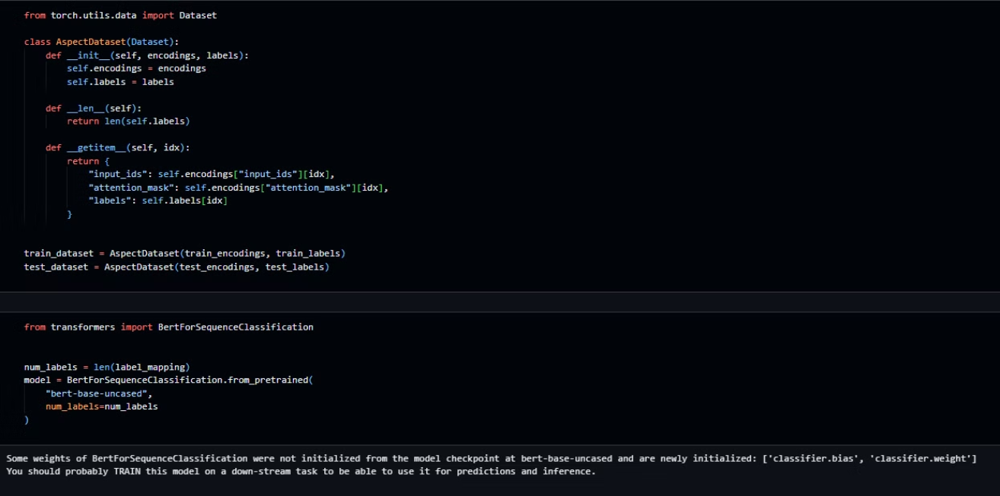 from torch.utils.data import Dataset
class AspectDataset(Dataset):
    def __init__(self, encodings, labels):
        self.encodings = encodings
        self.labels = labels
    def __len__(self):
        return len(self.labels)
    def __getitem__(self, idx):
        return {
            "input_ids": self.encodings["input_ids"][idx],
            "attention_mask": self.encodings["attention_mask"][idx],
            "labels": self.labels[idx]
        }
train_dataset = AspectDataset(train_encodings, train_labels)
test_dataset = AspectDataset(test_encodings, test_labels)
from transformers import BertForSequenceClassification
num_labels = len(label_mapping)
model = BertForSequenceClassification.from_pretrained(
    "bert-base-uncased",
    num_labels=num_labels
)
Some weights of BertForSequenceClassification were not initialized from the model checkpoint at bert-base-uncased and are newly initialized: ['classifier.bias', 'classifier.weight']
You should probably TRAIN this model on a down-stream task to be able to use it for predictions and inference.